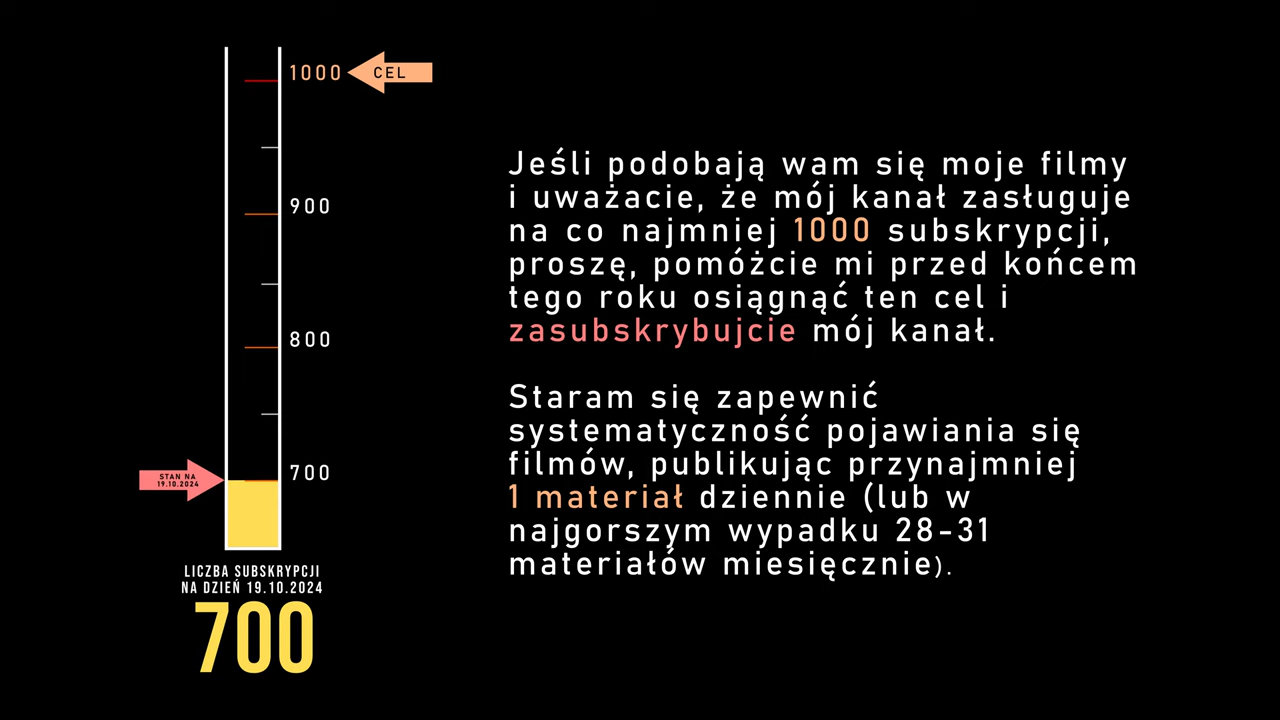 1000
CEL
900
800
700
STAN NA
19.10.2024
LICZBA SUBSKRYPCJI
NA DZIEŃ 19.10.2024
700
Jeśli podobają wam się moje filmy
i uważacie, że mój kanał zasługuje
na co najmniej 1000 subskrypcji,
proszę, pomóżcie mi przed końcem
tego roku osiągnąć ten cel i
zasubskrybujcie mój kanał.
Staram się zapewnić
systematyczność pojawiania się
filmów, publikując przynajmniej
1 materiał dziennie (lub w
najgorszym wypadku 28-31
materiałów miesięcznie).